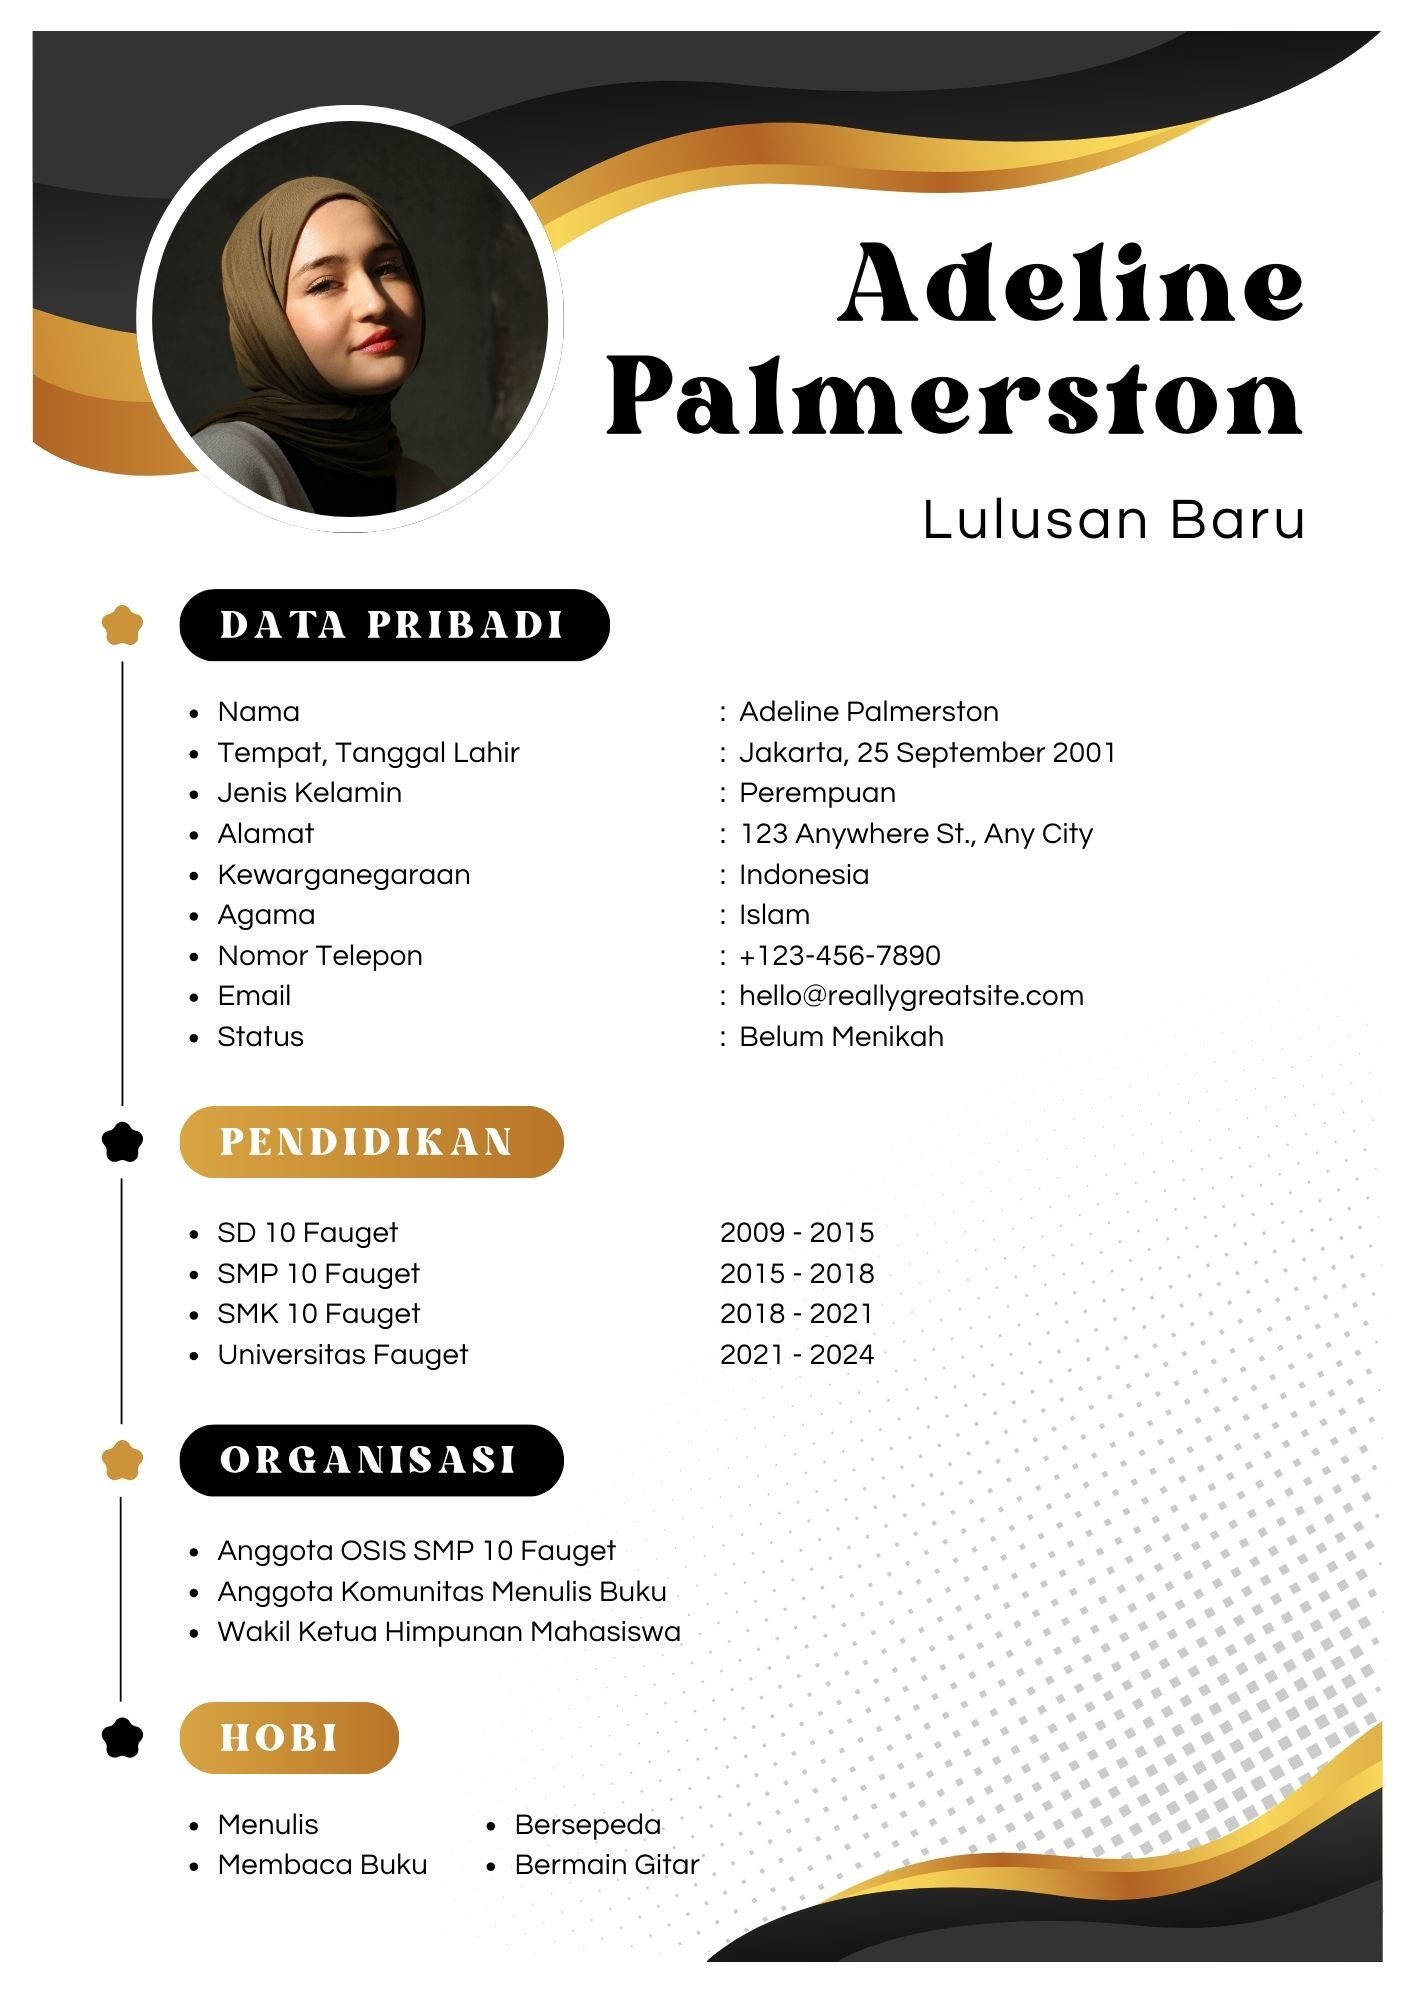 Adeline
Palmerston
Lulusan Baru
DATA PRIBADI
• Nama : Adeline Palmerston
• Tempat, Tanggal Lahir : Jakarta, 25 September 2001
• Jenis Kelamin : Perempuan
• Alamat : 123 Anywhere St., Any City
• Kewarganegaraan : Indonesia
• Agama : Islam
• Nomor Telepon : +123-456-7890
• Email : hello@reallygreatsite.com
• Status : Belum Menikah
PENDIDIKAN
• SD 10 Fauget 2009 - 2015
• SMP 10 Fauget 2015 - 2018
• SMK 10 Fauget 2018 - 2021
• Universitas Fauget 2021 - 2024
ORGANISASI
• Anggota OSIS SMP 10 Fauget
• Anggota Komunitas Menulis Buku
• Wakil Ketua Himpunan Mahasiswa
HOBI
• Menulis
• Membaca Buku
• Bersepeda
• Bermain Gitar